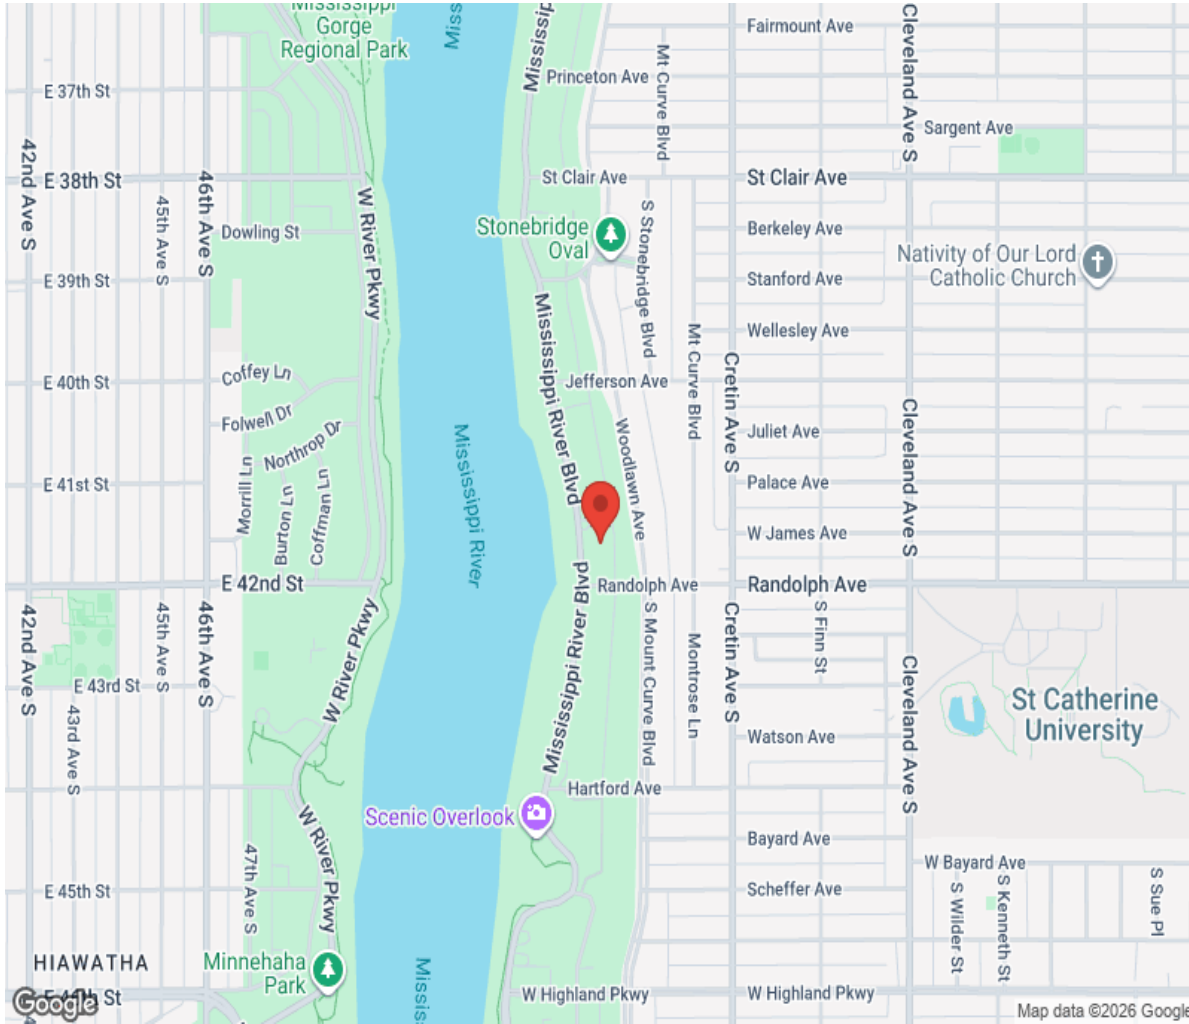 Mississippi
Gorge
Regional Park
Fairmount Ave
Princeton Ave
Mt Curve Blvd
Cleveland Ave S
E 37th St
Sargent Ave
42nd Ave S
E 38th St
46th Ave S
45th Ave S
W River Pkwy
St Clair Ave
St Clair Ave
Dowling St
Stonebridge
Oval
S Stonebridge Blvd
Berkeley Ave
Nativity of Our Lord
Catholic Church
E 39th St
Stanford Ave
Mississippi River Blvd
Mt Curve Blvd
Wellesley Ave
Coffey Ln
E 40th St
Jefferson Ave
Cretin Ave S
Folwell Dr
Northrop Dr
Mississippi River
Woodlawn Ave
Juliet Ave
Cleveland Ave S
E 41st St
Morrill Ln
Burton Ln
Coffman Ln
Palace Ave
W James Ave
E 42nd St
Randolph Ave
Randolph Ave
42nd Ave S
45th Ave S
46th Ave S
W River Pkwy
Mississippi River Blvd
S Mount Curve Blvd
Montrose Ln
Cretin Ave S
S Finn St
Cleveland Ave S
E 43rd St
43rd Ave S
St Catherine
University
Watson Ave
Hartford Ave
Scenic Overlook
W River Pkwy
47th Ave S
Bayard Ave
W Bayard Ave
E 45th St
Scheffer Ave
S Wilder St
S Kenneth St
S Sue Pl
HIAWATHA
Minnehaha
Park
W Highland Pkwy
W Highland Pkwy
Google
Map data ©2026 Google